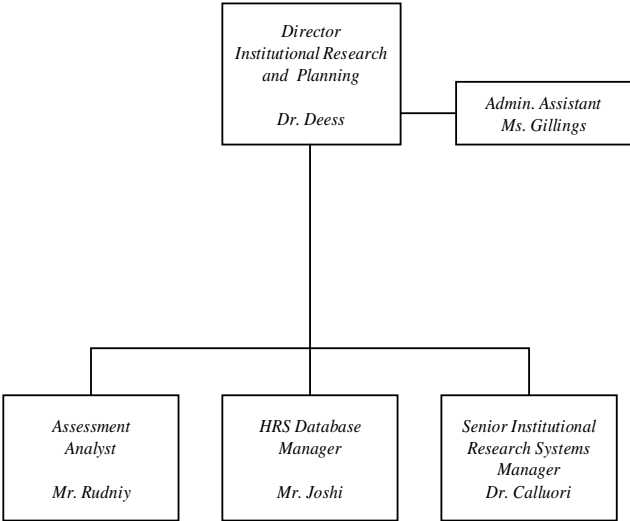 Director
Institutional Research
and Planning
Dr. Deess
Admin. Assistant
Ms. Gillings
Assessment
Analyst
Mr. Rudniy
HRS Database
Manager
Mr. Joshi
Senior Institutional
Research Systems
Manager
Dr. Calluori